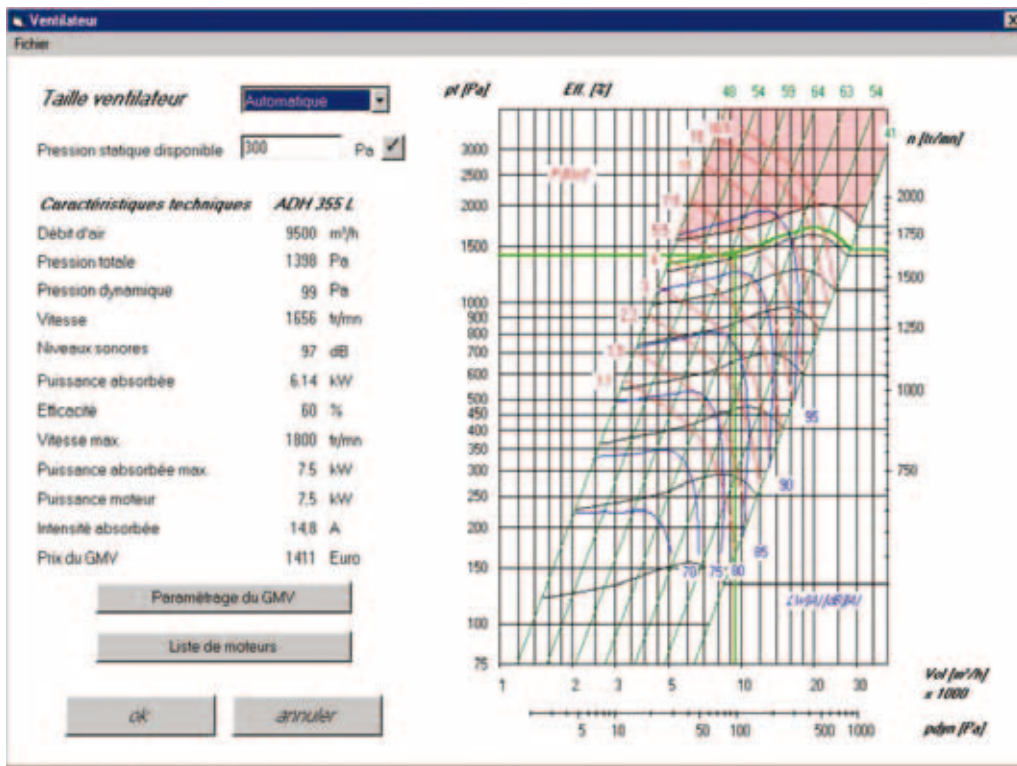 Ventilateur
Fichier
Taille ventilateur Automatique
Pression statique disponible 300 Pa
Caractéristiques techniques ADH 355 L
Débit d'air 9500 m³/h
Pression totale 1398 Pa
Pression dynamique 99 Pa
Vitesse 1656 tr/mn
Niveaux sonores 97 dB
Puissance absorbée 6.14 kW
Efficacité 60 %
Vitesse max. 1800 tr/mn
Puissance absorbée max. 7.5 kW
Puissance moteur 7.5 kW
Intensité absorbée 14,8 A
Prix du GMV 1411 Euro
Paramètrage du GMV
Liste de moteurs
ok annuler
pt [Pa] Eff. [%] 48 54 59 64 63 54
41 n [tr/mn]
3000
2500
2000 2000
1750
1500
1500
1000
900 1250
800
700
600
1000
500
450 95
400
350
300 750
90
250
200
85
150
70 75 80
100
75
1 2 3 5 10 20 30
Vol [m³/h]
x 1000
5 10 50 100 500 1000 pdyn [Pa]